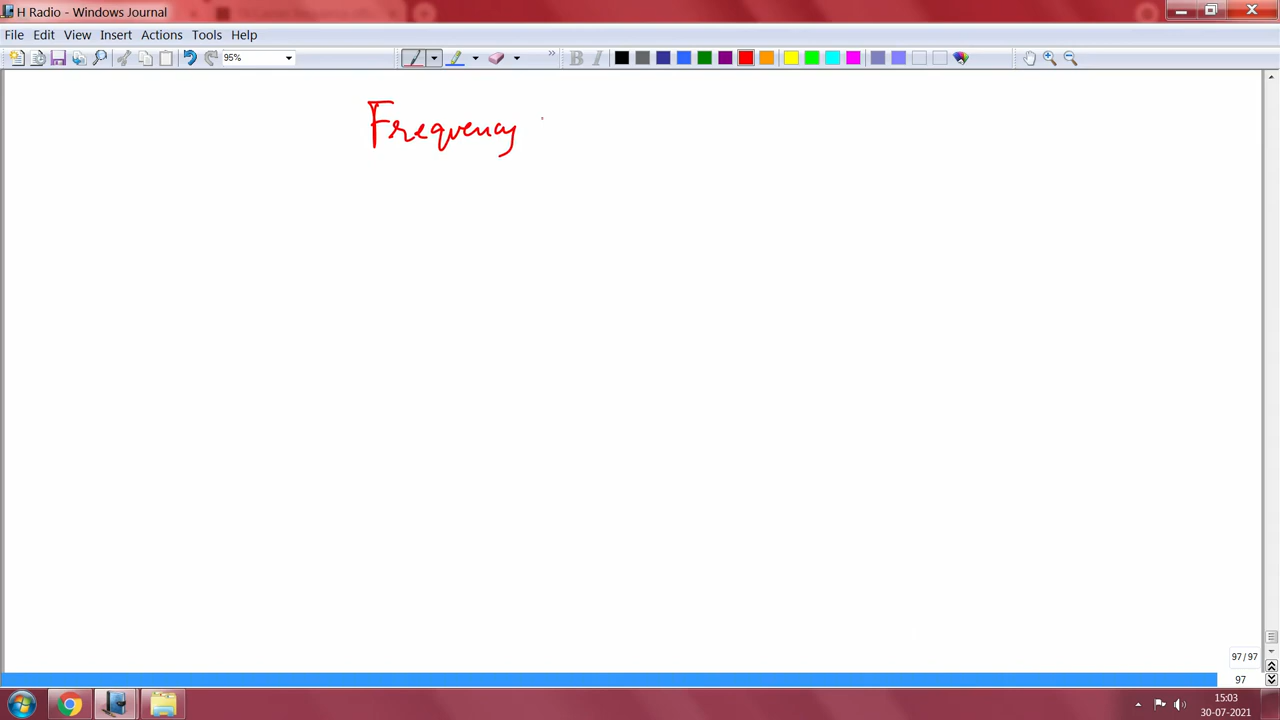 H Radio - Windows Journal
File Edit View Insert Actions Tools Help
95%
B I
Frequency
97/97
97
15:03
30-07-2021